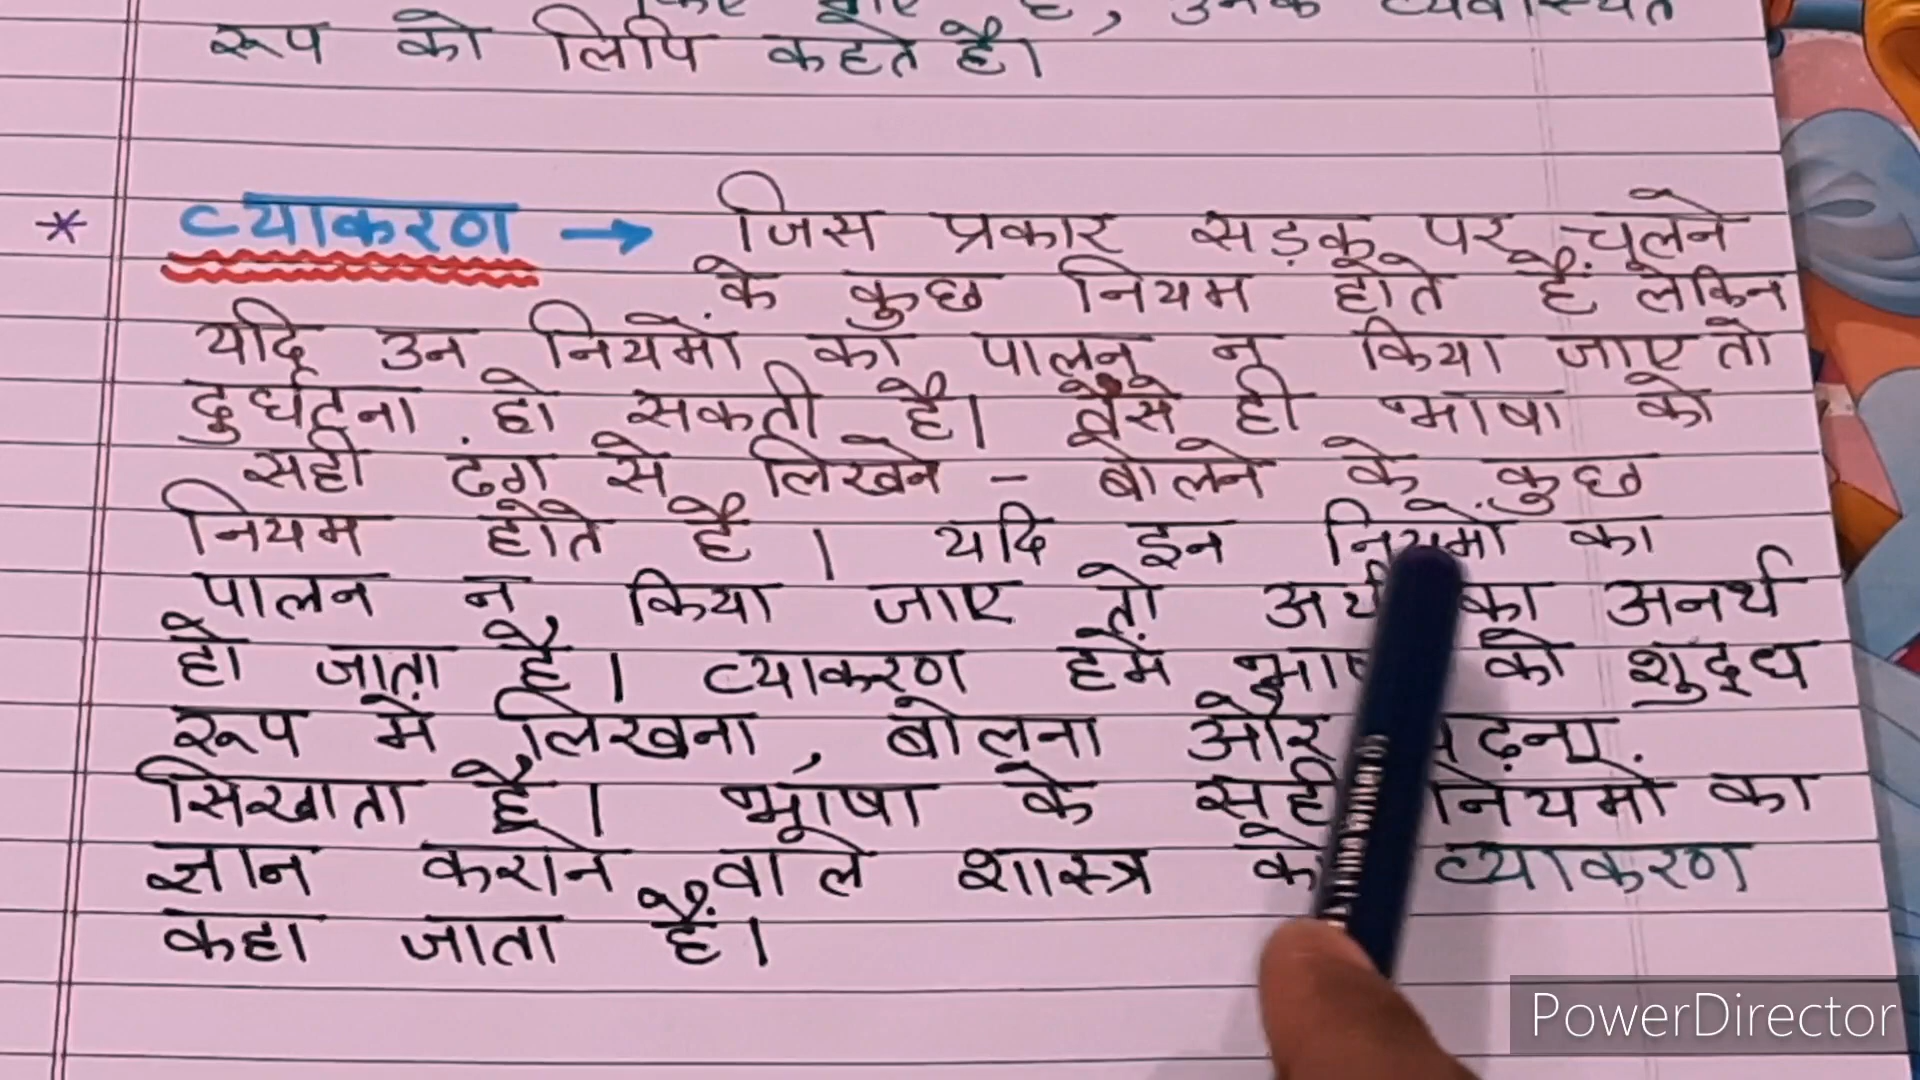 रूप को लिपि कहते है।
* व्याकरण → जिस प्रकार सड़क पर चलने
के कुछ नियम होते हैं लेकिन
यदि उन नियमों का पालन न किया जाए तो
दुर्घटना हो सकती है। वैसे ही भाषा को
सही ढंग से लिखने - बोलने के कुछ
नियम होते है । यदि इन नियमों का
पालन न किया जाए तो अर्थ का अनर्थ
हो जाता है। व्याकरण हमें भाषा को शुद्ध
रूप में लिखना, बोलना और पढ़ना
सिखाता है। भाषा के सही नियमों का
ज्ञान कराने वाले शास्त्र को व्याकरण
कहा जाता हैं।
PowerDirector